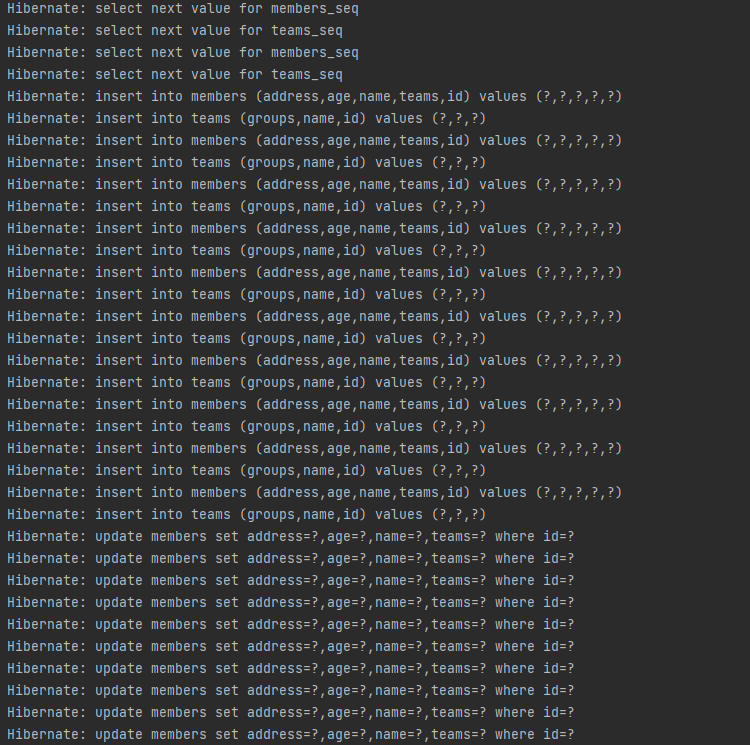 Hibernate: select next value for members_seq
Hibernate: select next value for teams_seq
Hibernate: select next value for members_seq
Hibernate: select next value for teams_seq
Hibernate: insert into members (address,age,name,teams,id) values (?,?,?,?,?)
Hibernate: insert into teams (groups,name,id) values (?,?,?)
Hibernate: insert into members (address,age,name,teams,id) values (?,?,?,?,?)
Hibernate: insert into teams (groups,name,id) values (?,?,?)
Hibernate: insert into members (address,age,name,teams,id) values (?,?,?,?,?)
Hibernate: insert into teams (groups,name,id) values (?,?,?)
Hibernate: insert into members (address,age,name,teams,id) values (?,?,?,?,?)
Hibernate: insert into teams (groups,name,id) values (?,?,?)
Hibernate: insert into members (address,age,name,teams,id) values (?,?,?,?,?)
Hibernate: insert into teams (groups,name,id) values (?,?,?)
Hibernate: insert into members (address,age,name,teams,id) values (?,?,?,?,?)
Hibernate: insert into teams (groups,name,id) values (?,?,?)
Hibernate: insert into members (address,age,name,teams,id) values (?,?,?,?,?)
Hibernate: insert into teams (groups,name,id) values (?,?,?)
Hibernate: insert into members (address,age,name,teams,id) values (?,?,?,?,?)
Hibernate: insert into teams (groups,name,id) values (?,?,?)
Hibernate: insert into members (address,age,name,teams,id) values (?,?,?,?,?)
Hibernate: insert into teams (groups,name,id) values (?,?,?)
Hibernate: insert into members (address,age,name,teams,id) values (?,?,?,?,?)
Hibernate: insert into teams (groups,name,id) values (?,?,?)
Hibernate: update members set address=?,age=?,name=?,teams=? where id=?
Hibernate: update members set address=?,age=?,name=?,teams=? where id=?
Hibernate: update members set address=?,age=?,name=?,teams=? where id=?
Hibernate: update members set address=?,age=?,name=?,teams=? where id=?
Hibernate: update members set address=?,age=?,name=?,teams=? where id=?
Hibernate: update members set address=?,age=?,name=?,teams=? where id=?
Hibernate: update members set address=?,age=?,name=?,teams=? where id=?
Hibernate: update members set address=?,age=?,name=?,teams=? where id=?
Hibernate: update members set address=?,age=?,name=?,teams=? where id=?
Hibernate: update members set address=?,age=?,name=?,teams=? where id=?